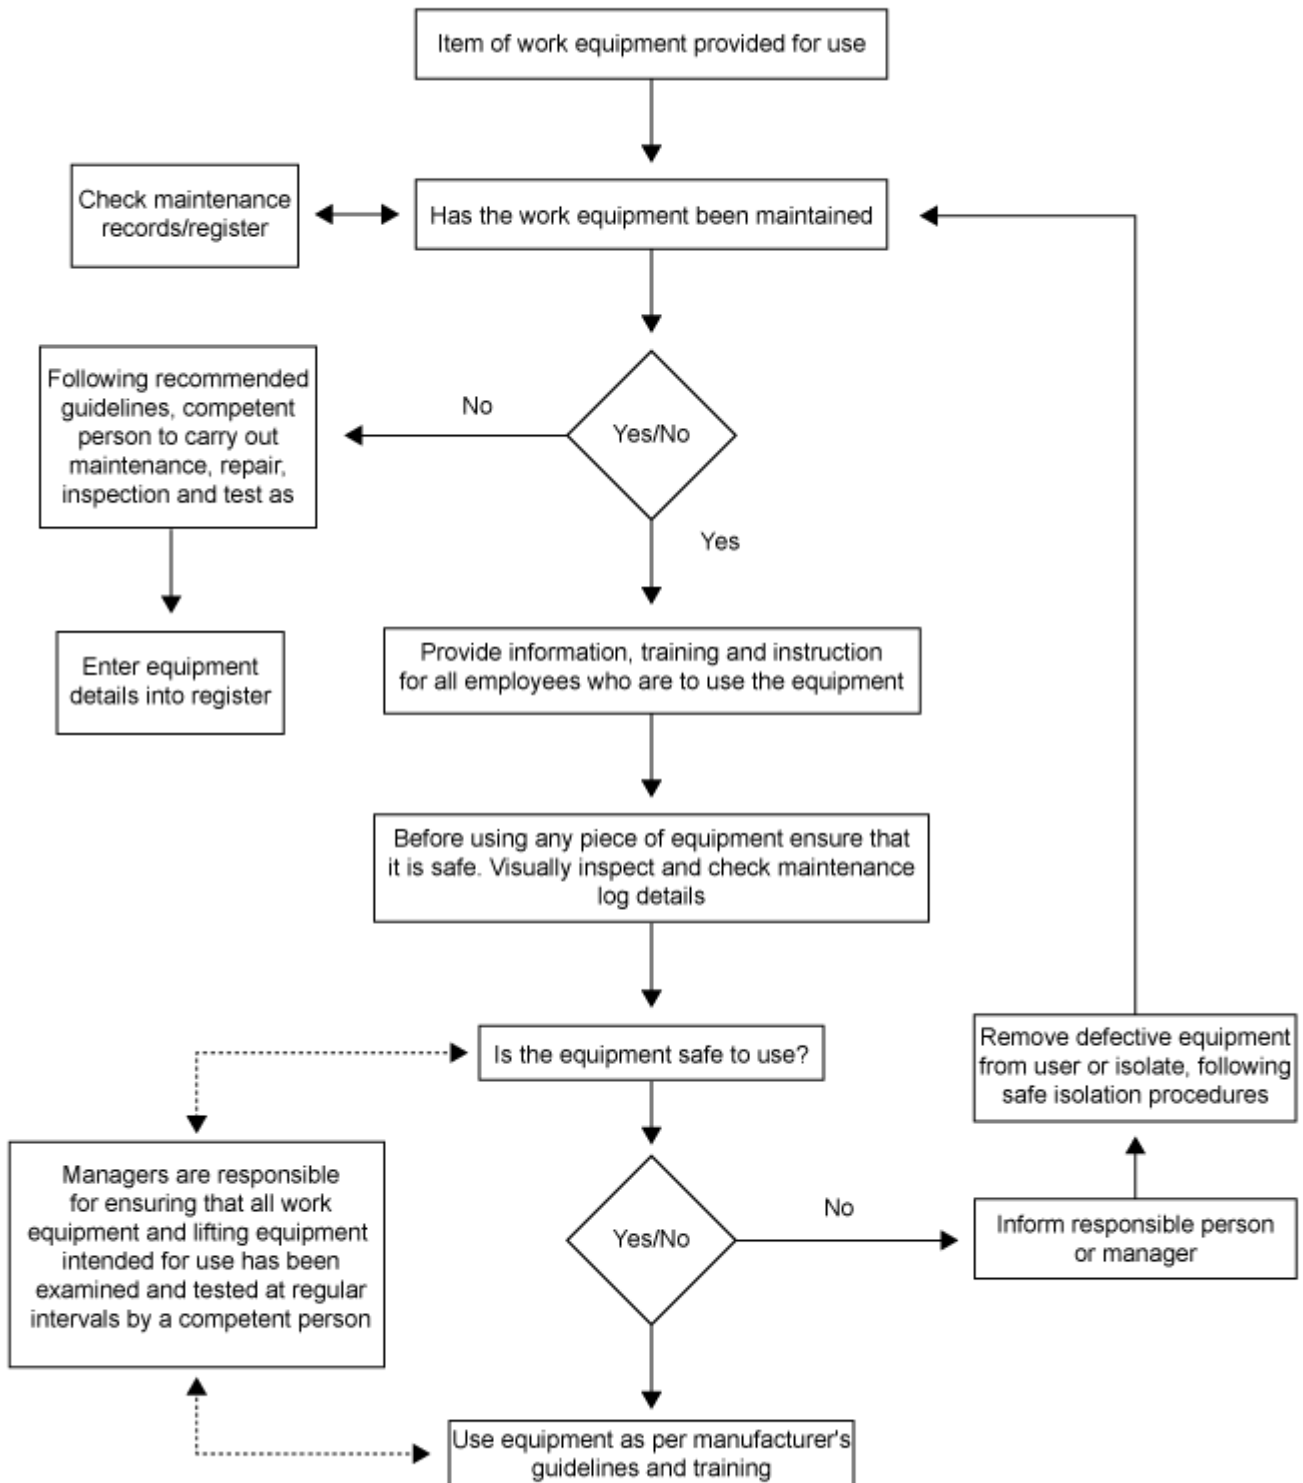 Item of work equipment provided for use
Check maintenance
records/register
Has the work equipment been maintained
Following recommended
guidelines, competent
person to carry out
maintenance, repair,
inspection and test as
No
Yes/No
Yes
Enter equipment
details into register
Provide information, training and instruction
for all employees who are to use the equipment
Before using any piece of equipment ensure that
it is safe. Visually inspect and check maintenance
log details
Is the equipment safe to use?
Remove defective equipment
from user or isolate, following
safe isolation procedures
Managers are responsible
for ensuring that all work
equipment and lifting equipment
intended for use has been
examined and tested at regular
intervals by a competent person
Yes/No
No
Inform responsible person
or manager
Use equipment as per manufacturer's
guidelines and training